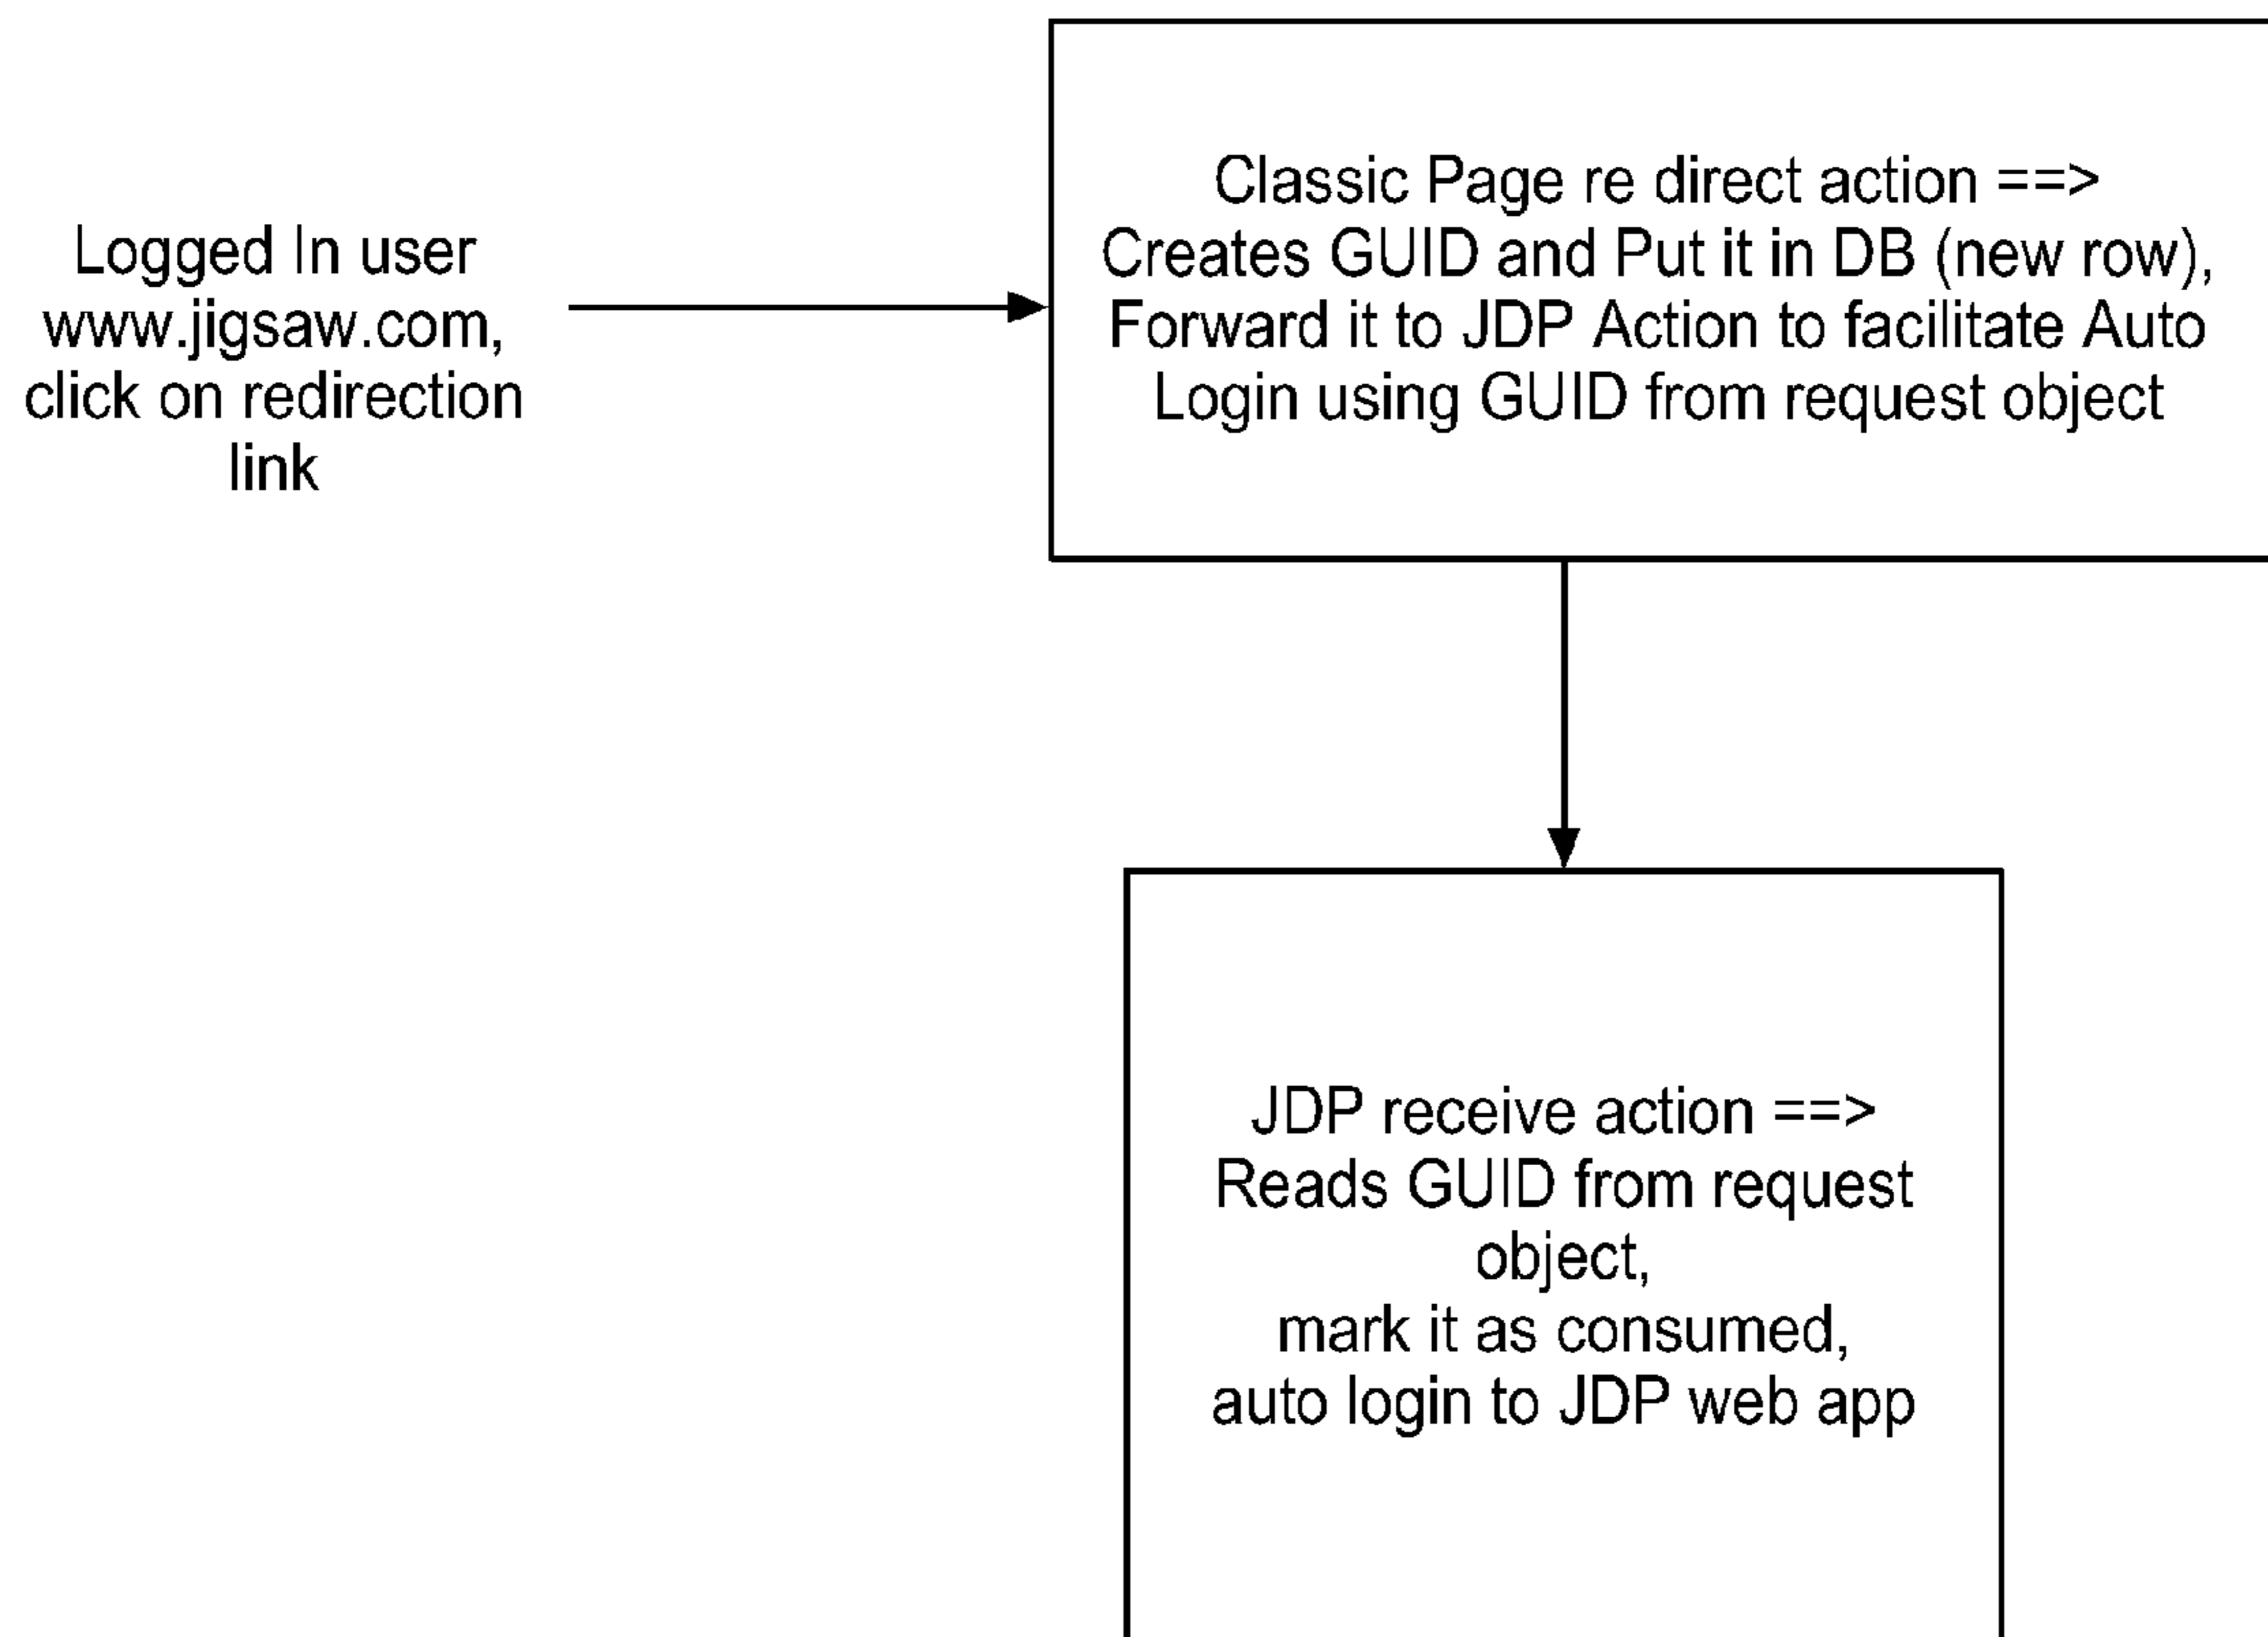 Logged In user
www.jigsaw.com,
click on redirection
link
Classic Page re direct action ==>
Creates GUID and Put it in DB (new row),
Forward it to JDP Action to facilitate Auto
Login using GUID from request object
JDP receive action ==>
Reads GUID from request
object,
mark it as consumed,
auto login to JDP web app